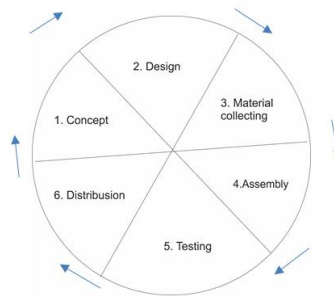 2. Design
3. Material
collecting
1. Concept
4.Assembly
6. Distribusion
5. Testing